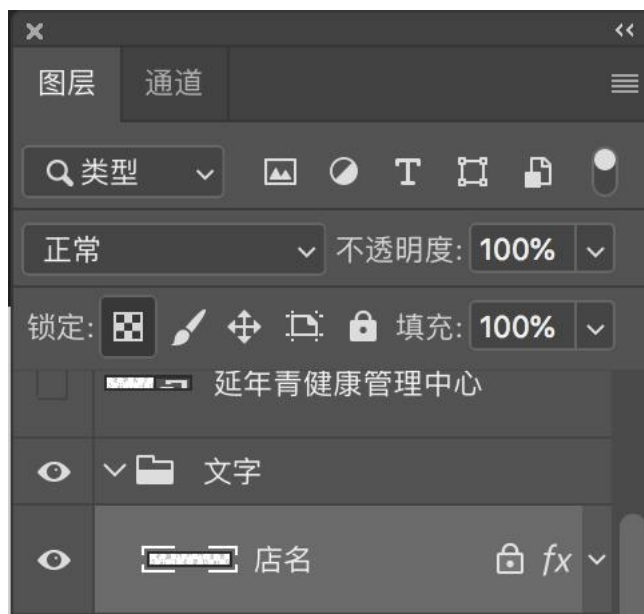 图层 通道
类型
正常 不透明度: 100%
锁定: 填充: 100%
延年青健康管理中心
文字
店名 fx